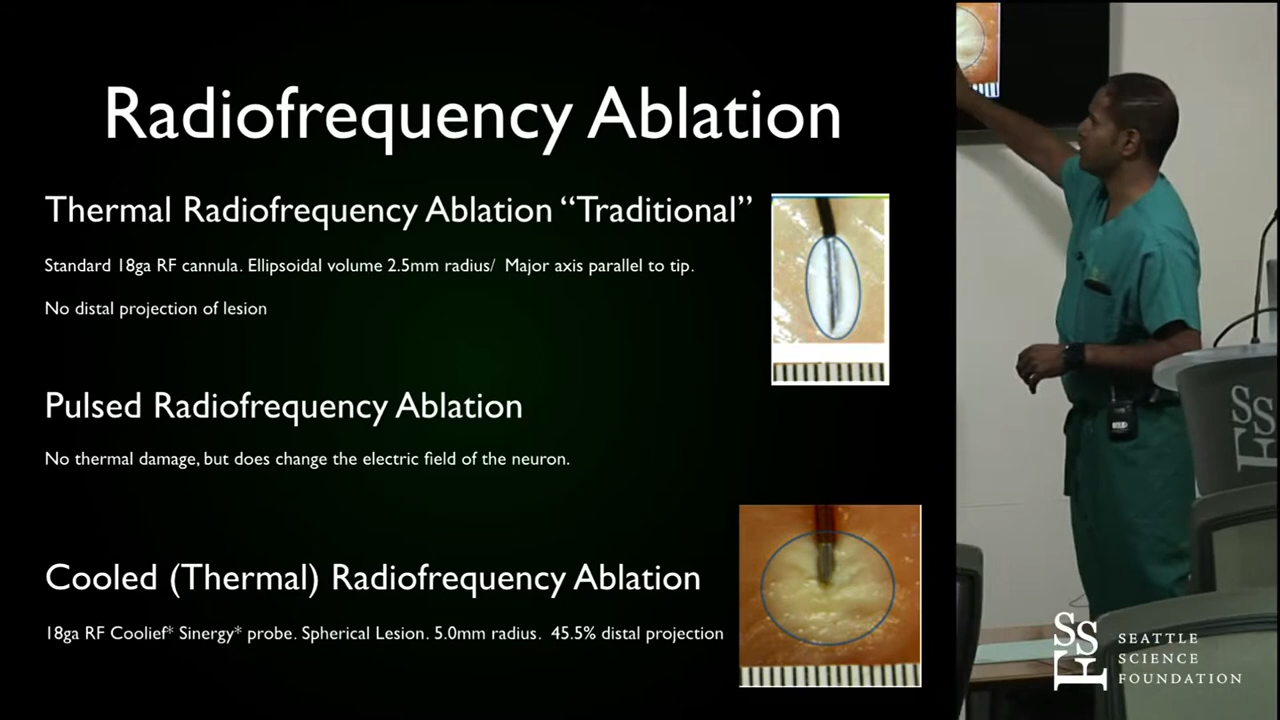 Radiofrequency Ablation
Thermal Radiofrequency Ablation “Traditional”
Standard 18ga RF cannula. Ellipsoidal volume 2.5mm radius/ Major axis parallel to tip.
No distal projection of lesion
Pulsed Radiofrequency Ablation
No thermal damage, but does change the electric field of the neuron.
Cooled (Thermal) Radiofrequency Ablation
18ga RF Coolief* Sinergy* probe. Spherical Lesion. 5.0mm radius. 45.5% distal projection
SSF
SSF
SEATTLE
SCIENCE
FOUNDATION